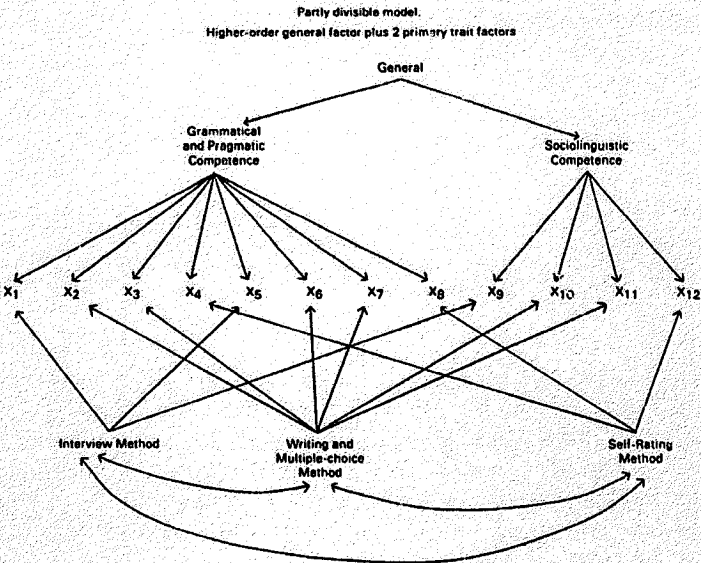 Partly divisible model.
Higher-order general factor plus 2 primary trait factors
General
Grammatical
and Pragmatic
Competence
Sociolinguistic
Competence
x1 x2 x3 x4 x5 x6 x7 x8 x9 x10 x11 x12
Interview Method
Writing and
Multiple-choice
Method
Self-Rating
Method